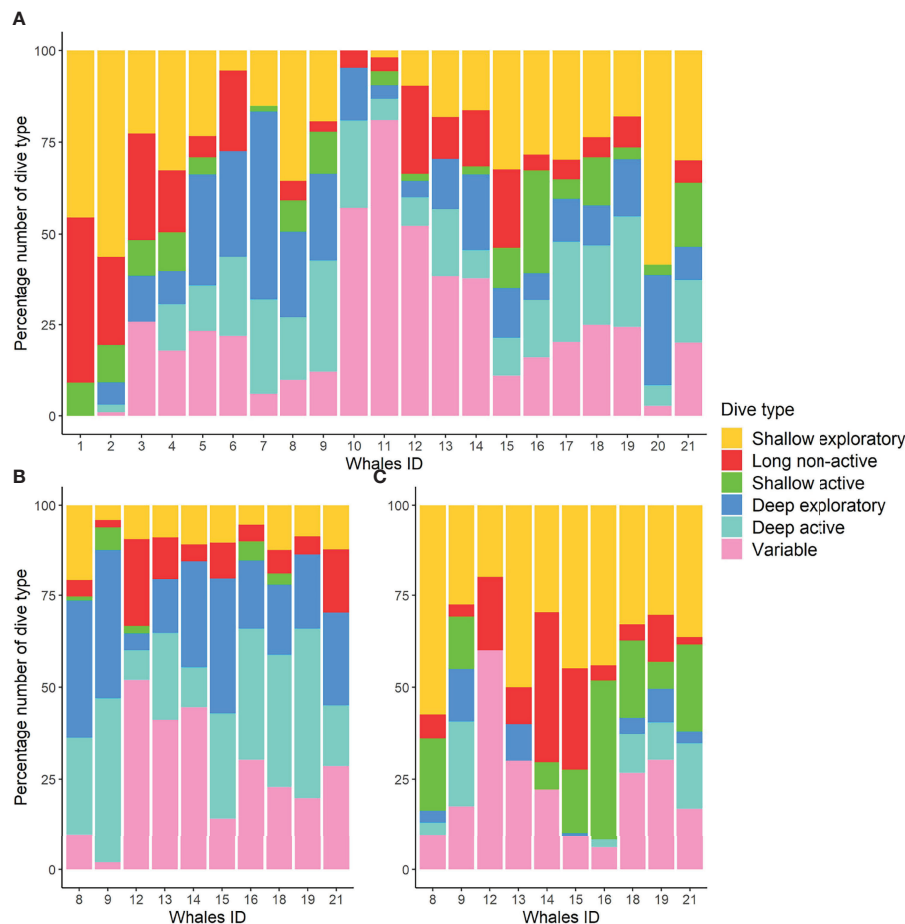 A
Percentage number of dive type
100
75
50
25
0
1 2 3 4 5 6 7 8 9 10 11 12 13 14 15 16 17 18 19 20 21
Whales ID
Dive type
Shallow exploratory
Long non-active
Shallow active
Deep exploratory
Deep active
Variable
B
Percentage number of dive type
100
75
50
25
0
8 9 12 13 14 15 16 18 19 21
Whales ID
C
100
75
50
25
0
8 9 12 13 14 15 16 18 19 21
Whales ID